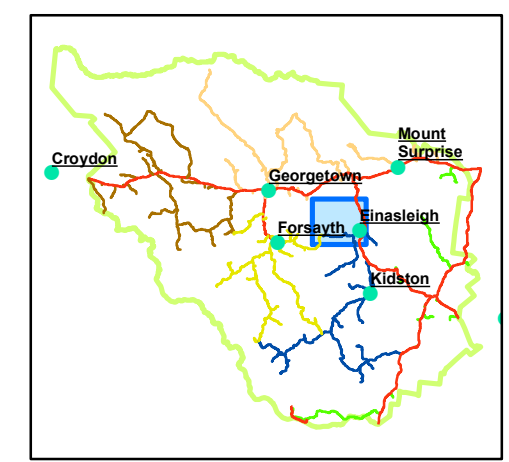 Mount
Surprise
Croydon
Georgetown
Einasleigh
Forsayth
Kidston